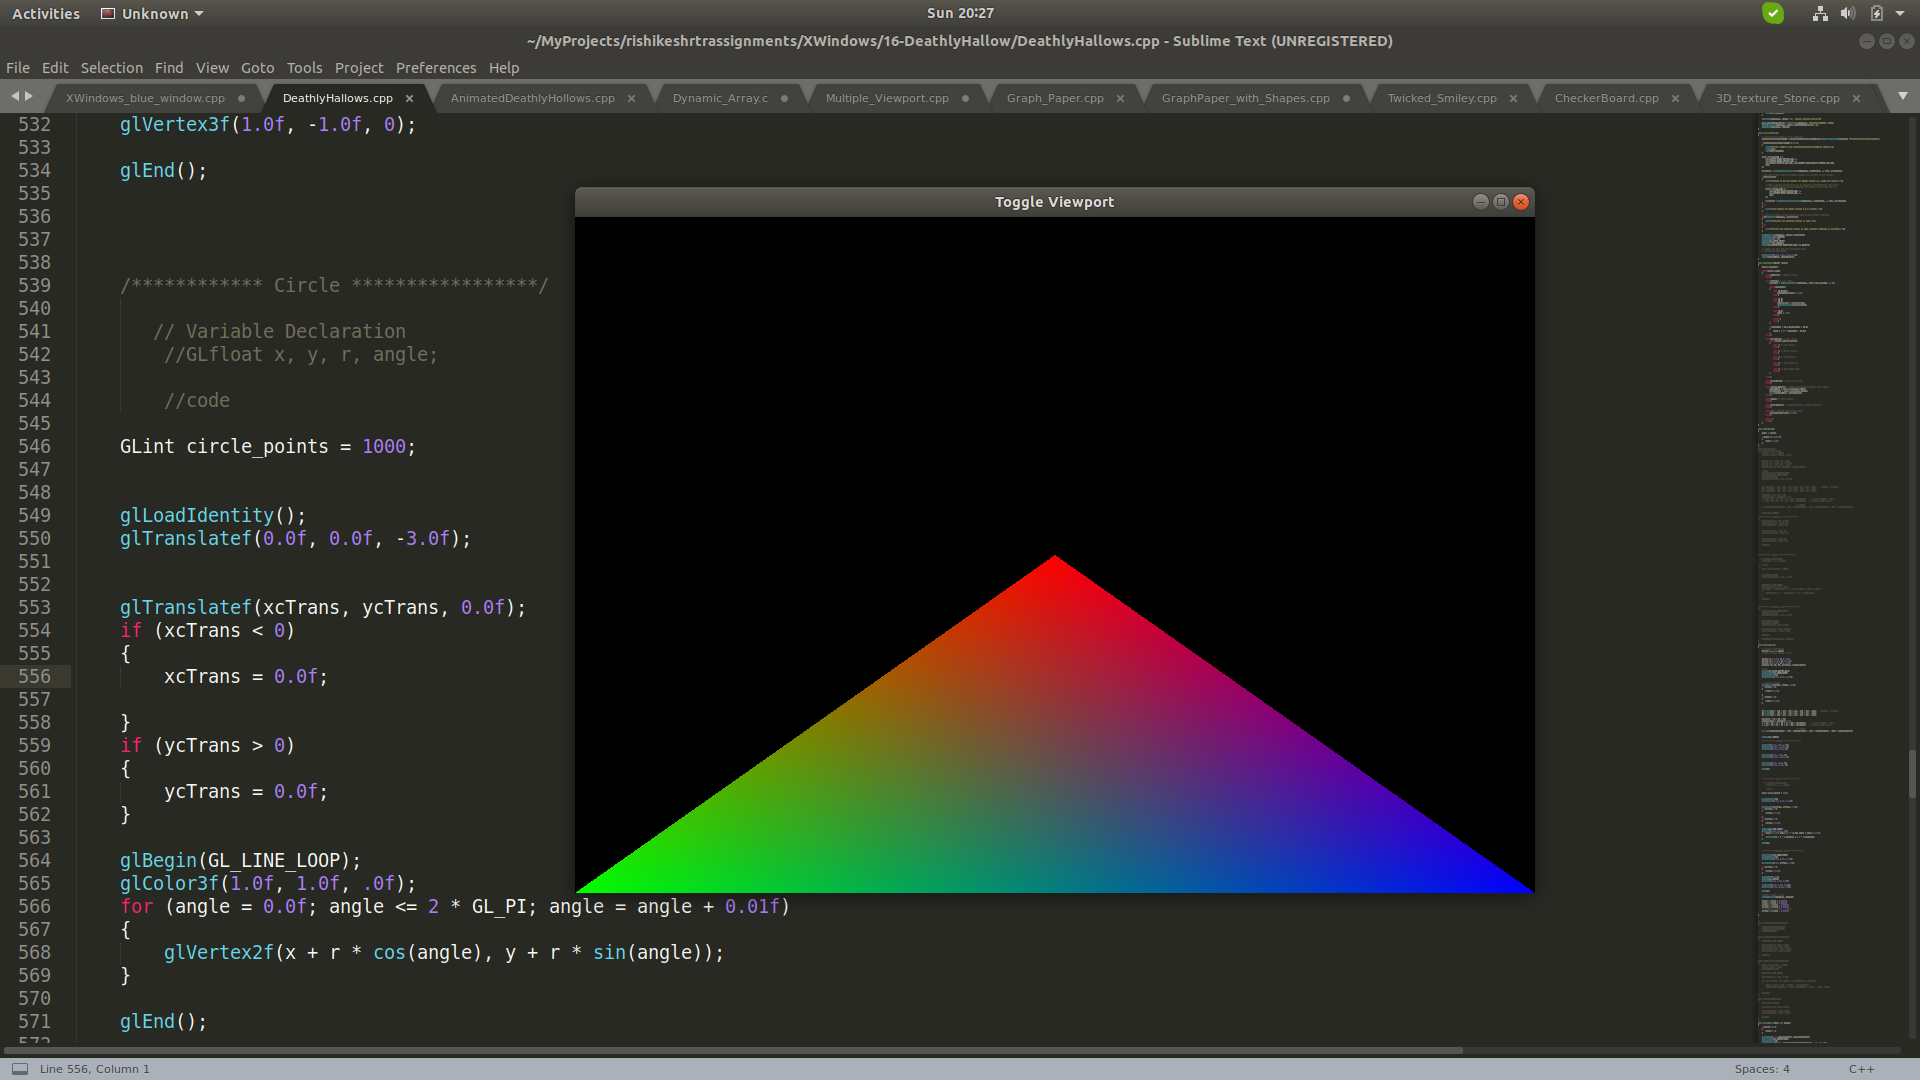 Activities Unknown Sun 20:27
~/MyProjects/rishikeshrtrassignments/XWindows/16-DeathlyHallow/DeathlyHallows.cpp - Sublime Text (UNREGISTERED)
File Edit Selection Find View Goto Tools Project Preferences Help
XWindows_blue_window.cpp DeathlyHallows.cpp AnimatedDeathlyHollows.cpp Dynamic_Array.c Multiple_Viewport.cpp Graph_Paper.cpp GraphPaper_with_Shapes.cpp Twicked_Smiley.cpp CheckerBoard.cpp 3D_texture_Stone.cpp
532 glVertex3f(1.0f, -1.0f, 0);
533
534 glEnd();
535
Toggle Viewport
536
537
538
539 /************ Circle *****************/
540
541 // Variable Declaration
542 //GLfloat x, y, r, angle;
543
544 //code
545
546 GLint circle_points = 1000;
547
548
549 glLoadIdentity();
550 glTranslatef(0.0f, 0.0f, -3.0f);
551
552
553 glTranslatef(xcTrans, ycTrans, 0.0f);
554 if (xcTrans < 0)
555 {
556 xcTrans = 0.0f;
557
558 }
559 if (ycTrans > 0)
560 {
561 ycTrans = 0.0f;
562 }
563
564 glBegin(GL_LINE_LOOP);
565 glColor3f(1.0f, 1.0f, .0f);
566 for (angle = 0.0f; angle <= 2 * GL_PI; angle = angle + 0.01f)
567 {
568 glVertex2f(x + r * cos(angle), y + r * sin(angle));
569 }
570
571 glEnd();
572
Line 556, Column 1 Spaces: 4 C++